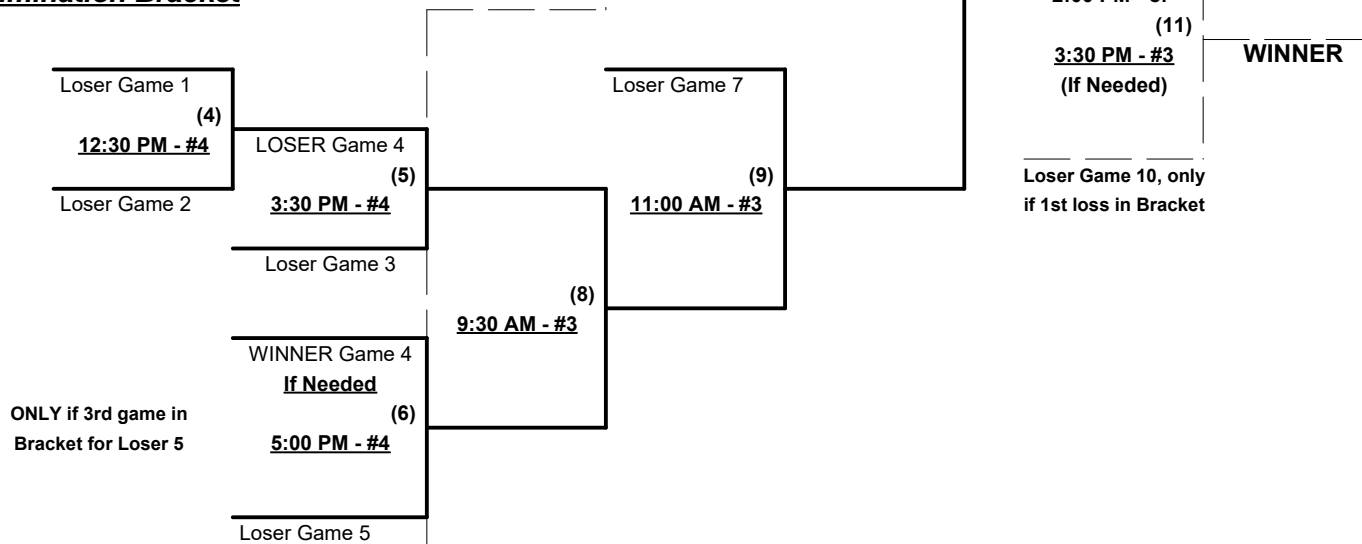 Bracket
(11)
3:30 PM - #3
(If Needed)
WINNER
Loser Game 1
(4)
12:30 PM - #4
Loser Game 2
LOSER Game 4
(5)
3:30 PM - #4
Loser Game 3
Loser Game 7
(9)
11:00 AM - #3
Loser Game 10, only
if 1st loss in Bracket
(8)
9:30 AM - #3
WINNER Game 4
If Needed
(6)
5:00 PM - #4
Loser Game 5
ONLY if 3rd game in
Bracket for Loser 5